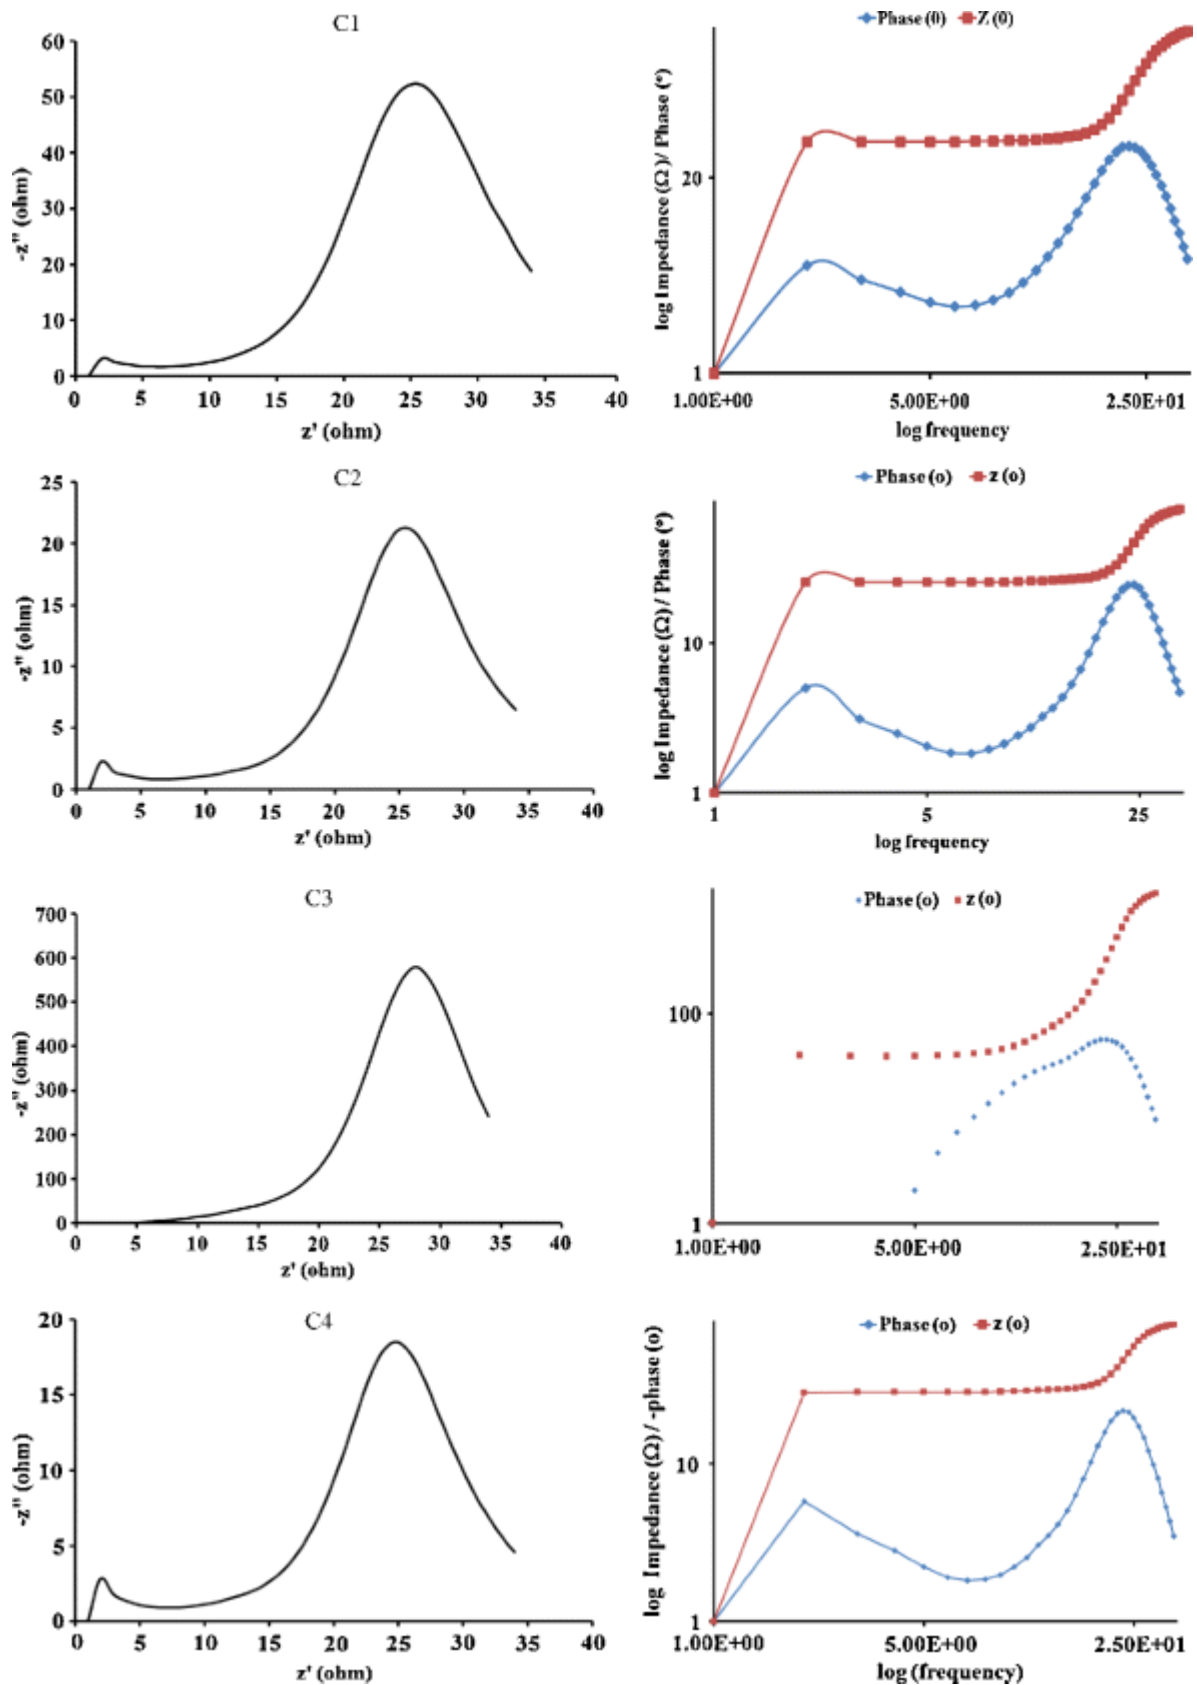 C1
60
50
40
30
20
10
0
-z" (ohm)
0 5 10 15 20 25 30 35 40
z' (ohm)
Phase (θ) Z (θ)
20
1
log Impedance (Ω) / Phase (°)
1.00E+00 5.00E+00 2.50E+01
log frequency
C2
25
20
15
10
5
0
-z" (ohm)
0 5 10 15 20 25 30 35 40
z' (ohm)
Phase (o) z (o)
10
1
log Impedance (Ω) / Phase (°)
1 5 25
log frequency
C3
700
600
500
400
300
200
100
0
-z" (ohm)
0 5 10 15 20 25 30 35 40
z' (ohm)
Phase (o) z (o)
100
1
1.00E+00 5.00E+00 2.50E+01
C4
20
15
10
5
0
-z" (ohm)
0 5 10 15 20 25 30 35 40
z' (ohm)
Phase (o) z (o)
10
1
log Impedance (Ω) / -phase (o)
1.00E+00 5.00E+00 2.50E+01
log (frequency)